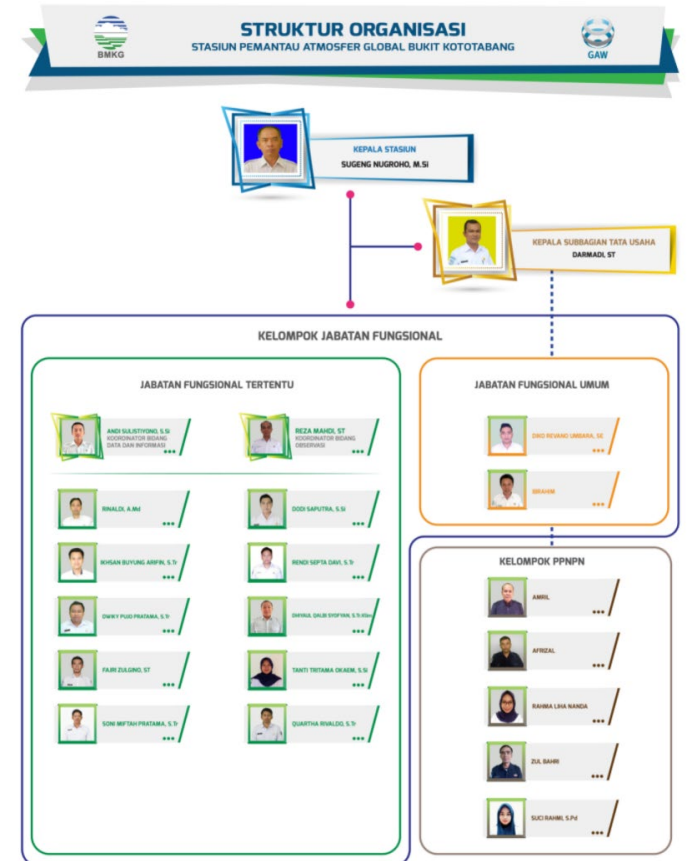 STRUKTUR ORGANISASI
STASIUN PEMANTAU ATMOSFER GLOBAL BUKIT KOTOTABANG
BMKG
GAW
KEPALA STASIUN
SUGENG NUGROHO, M.Si
KEPALA SUBBAGIAN TATA USAHA
DARMADI, ST
KELOMPOK JABATAN FUNGSIONAL
JABATAN FUNGSIONAL TERTENTU
ANDI SULISTIYONO, S.Si
KOORDINATOR BIDANG
DATA DAN INFORMASI
REZA MAHDI, ST
KOORDINATOR BIDANG
OBSERVASI
RINALDI, A.Md
DODI SAPUTRA, S.Si
IKHSAN BUYUNG ARIFIN, S.Tr
RENDI SEPTA DAVI, S.Tr
DWIKY PUJO PRATAMA, S.Tr
QALBI SYOFYAN,
FAJRI ZULGINO, ST
TANTI TRITAMA OKAEM, S.Si
SONI MIFTAH PRATAMA, S.Tr
QUARTHA RIVALDO, S.Tr
JABATAN FUNGSIONAL UMUM
REVANO UMBARA, SE
IBRAHIM
KELOMPOK PPNPN
AMRIL
AFRIZAL
RAHMA LIHA NANDA
ZUL BAHRI
SUCI RAHMI, S.Pd